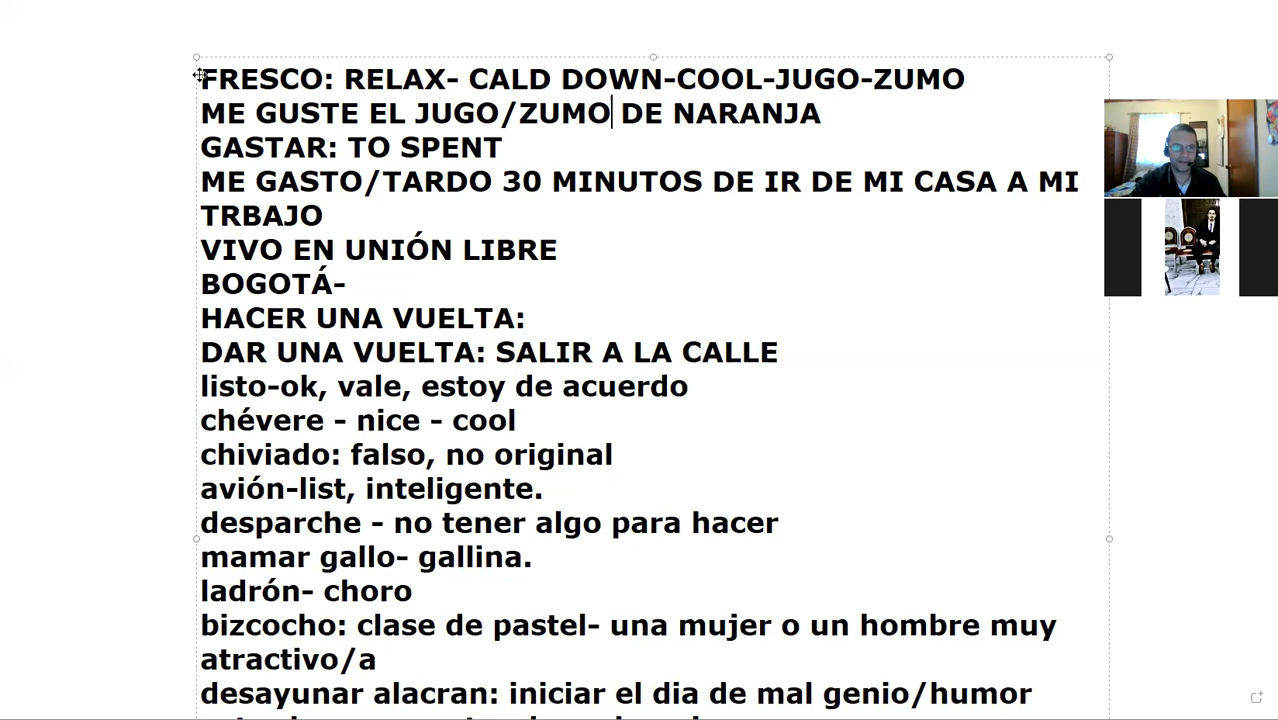 FRESCO: RELAX- CALD DOWN-COOL-JUGO-ZUMO
ME GUSTE EL JUGO/ZUMO DE NARANJA
GASTAR: TO SPENT
ME GASTO/TARDO 30 MINUTOS DE IR DE MI CASA A MI
TRBAJO
VIVO EN UNIÓN LIBRE
BOGOTÁ-
HACER UNA VUELTA:
DAR UNA VUELTA: SALIR A LA CALLE
listo-ok, vale, estoy de acuerdo
chévere - nice - cool
chiviado: falso, no original
avión-list, inteligente.
desparche - no tener algo para hacer
mamar gallo- gallina.
ladrón- choro
bizcocho: clase de pastel- una mujer o un hombre muy
atractivo/a
desayunar alacran: iniciar el dia de mal genio/humor